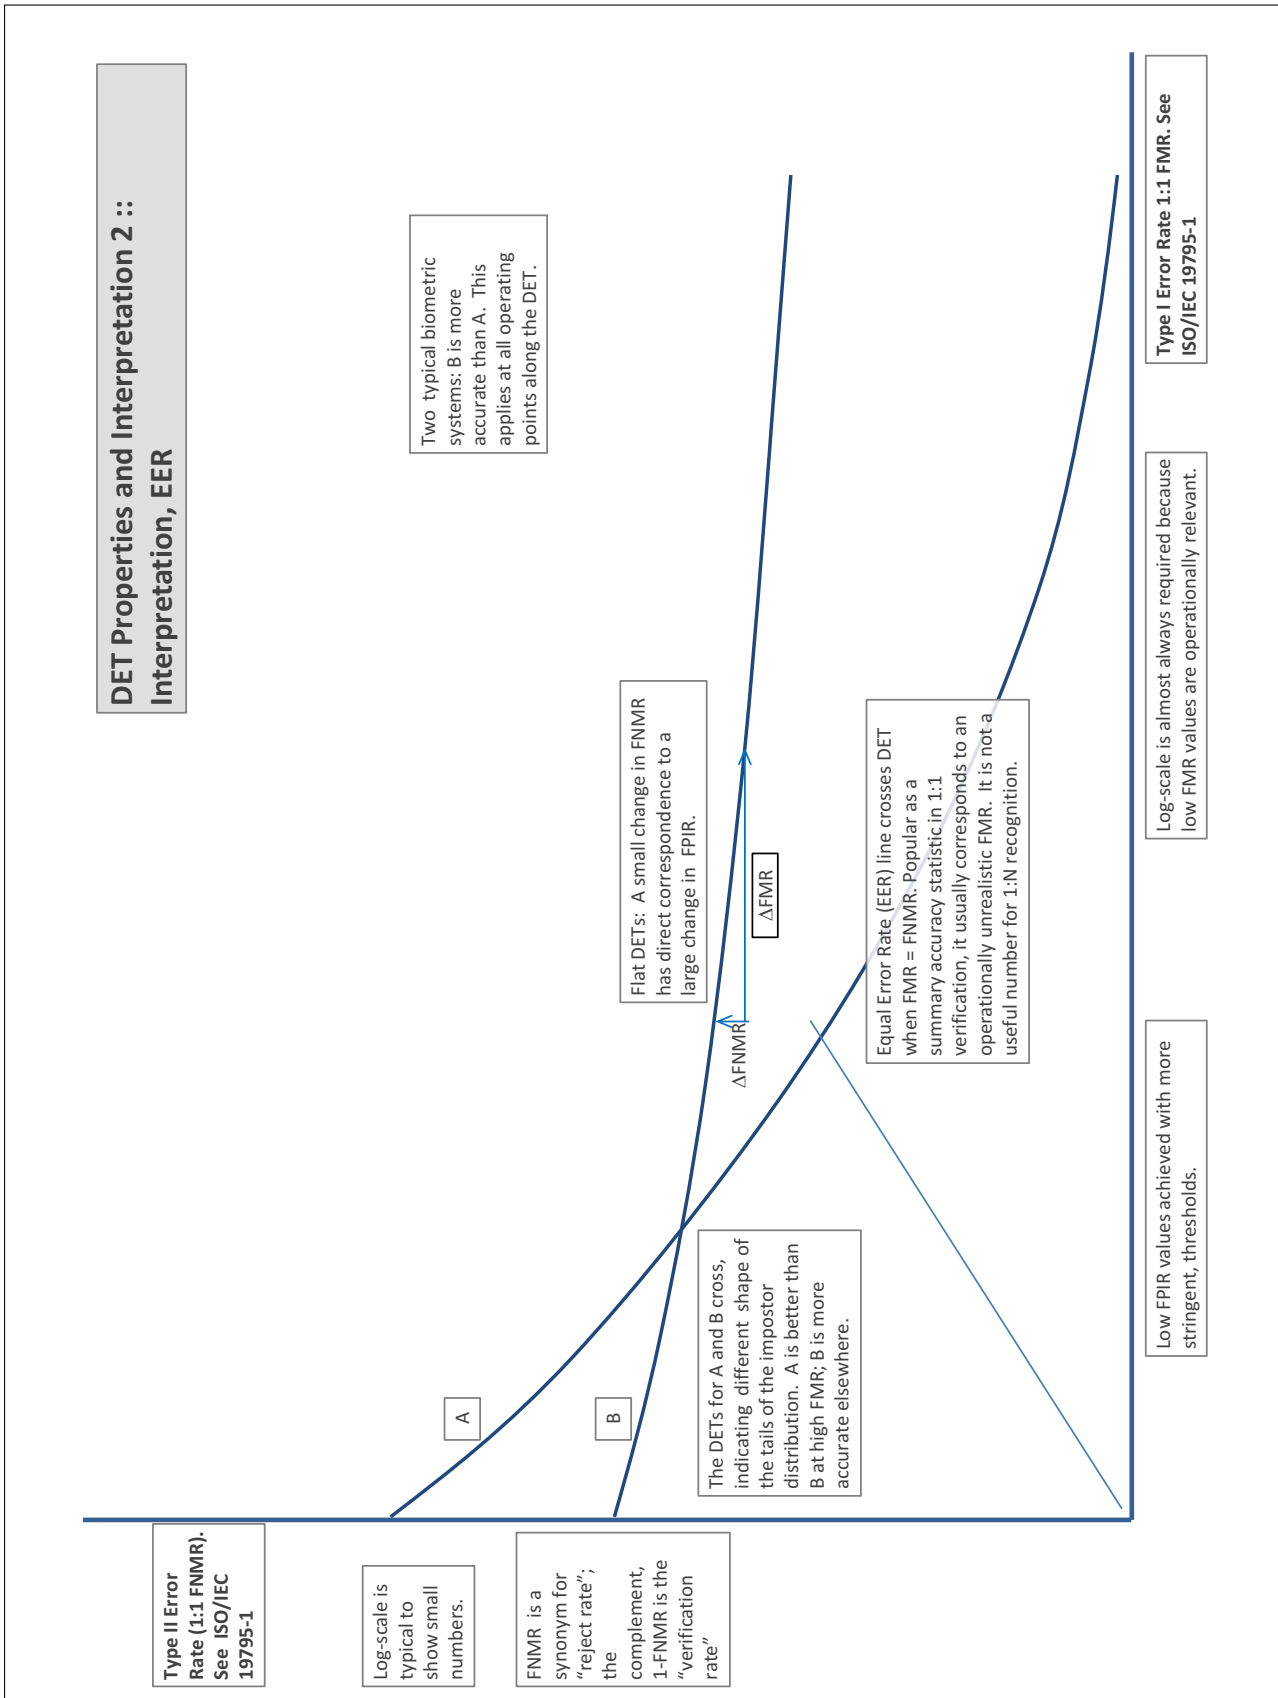 DET Properties and Interpretation 2 ::
Interpretation, EER
Type II Error
Rate (1:1 FNMR).
See ISO/IEC
19795-1
Log-scale is
typical to
show small
numbers.
FNMR is a
synonym for
“reject rate”;
the
complement,
1-FNMR is the
“verification
rate”
A
B
Two typical biometric
systems: B is more
accurate than A. This
applies at all operating
points along the DET.
Flat DETs: A small change in FNMR
has direct correspondence to a
large change in FPIR.
ΔFNMR
ΔFMR
The DETs for A and B cross,
indicating different shape of
the tails of the impostor
distribution. A is better than
B at high FMR; B is more
accurate elsewhere.
Equal Error Rate (EER) line crosses DET
when FMR = FNMR. Popular as a
summary accuracy statistic in 1:1
verification, it usually corresponds to an
operationally unrealistic FMR. It is not a
useful number for 1:N recognition.
Low FPIR values achieved with more
stringent, thresholds.
Log-scale is almost always required because
low FMR values are operationally relevant.
Type I Error Rate 1:1 FMR. See
ISO/IEC 19795-1